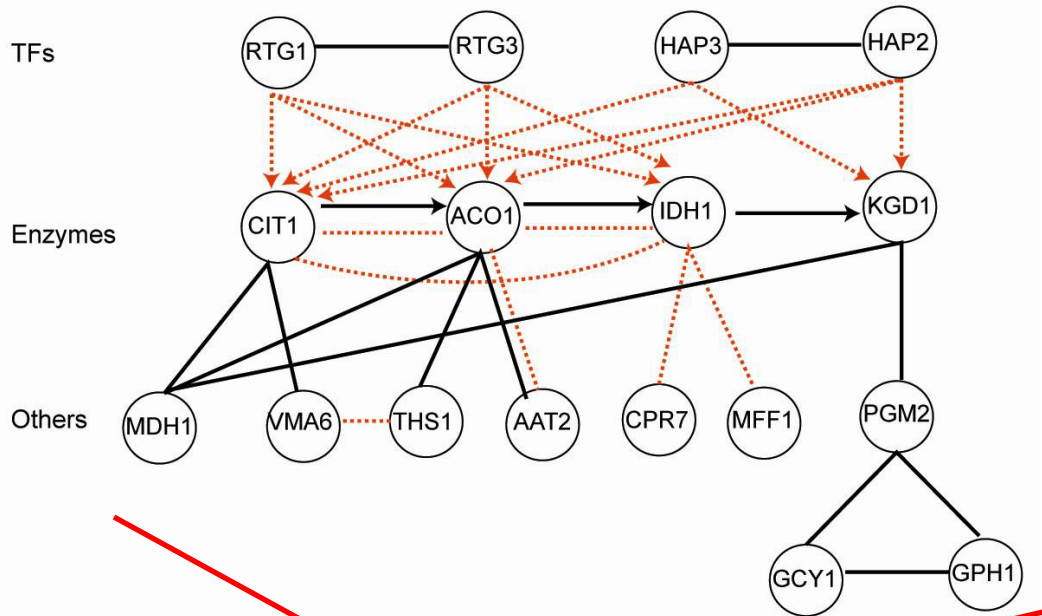 TFs RTG1 RTG3 HAP3 HAP2
Enzymes CIT1 ACO1 IDH1 KGD1
Others MDH1 VMA6 THS1 AAT2 CPR7 MFF1 PGM2
GCY1 GPH1